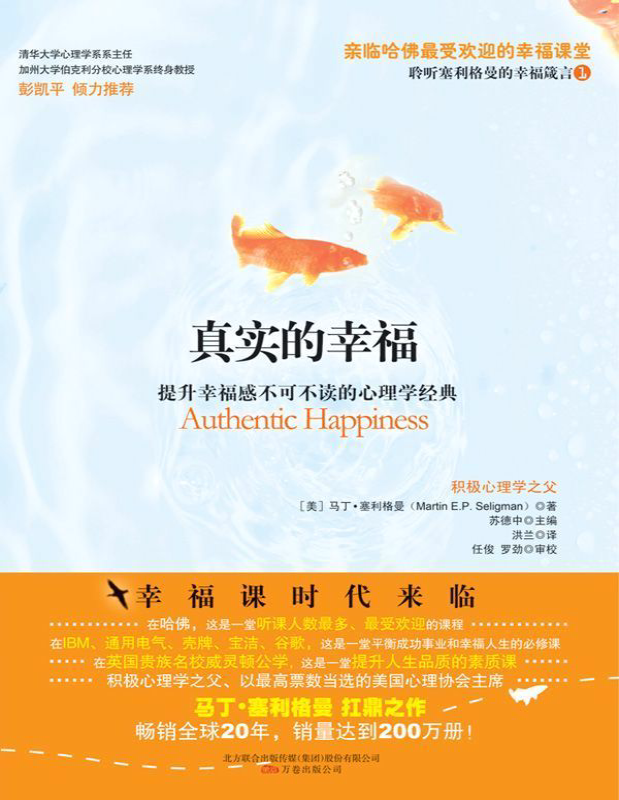 清华大学心理学系系主任
加州大学伯克利分校心理学系终身教授
彭凯平 倾力推荐
亲临哈佛最受欢迎的幸福课堂
聆听塞利格曼的幸福箴言1
真实的幸福
提升幸福感不可不读的心理学经典
Authentic Happiness
积极心理学之父
［美］马丁·塞利格曼（Martin E.P. Seligman）◎著
苏德中◎主编
洪兰◎译
任俊 罗劲◎审校
幸福课时代来临
在哈佛，这是一堂听课人数最多、最受欢迎的课程
在IBM、通用电气、壳牌、宝洁、谷歌，这是一堂平衡成功事业和幸福人生的必修课
在英国贵族名校威灵顿公学，这是一堂提升人生品质的素质课
积极心理学之父、以最高票数当选的美国心理协会主席
马丁·塞利格曼 扛鼎之作
畅销全球20年，销量达到200万册！
北方联合出版传媒（集团）股份有限公司
万卷出版公司